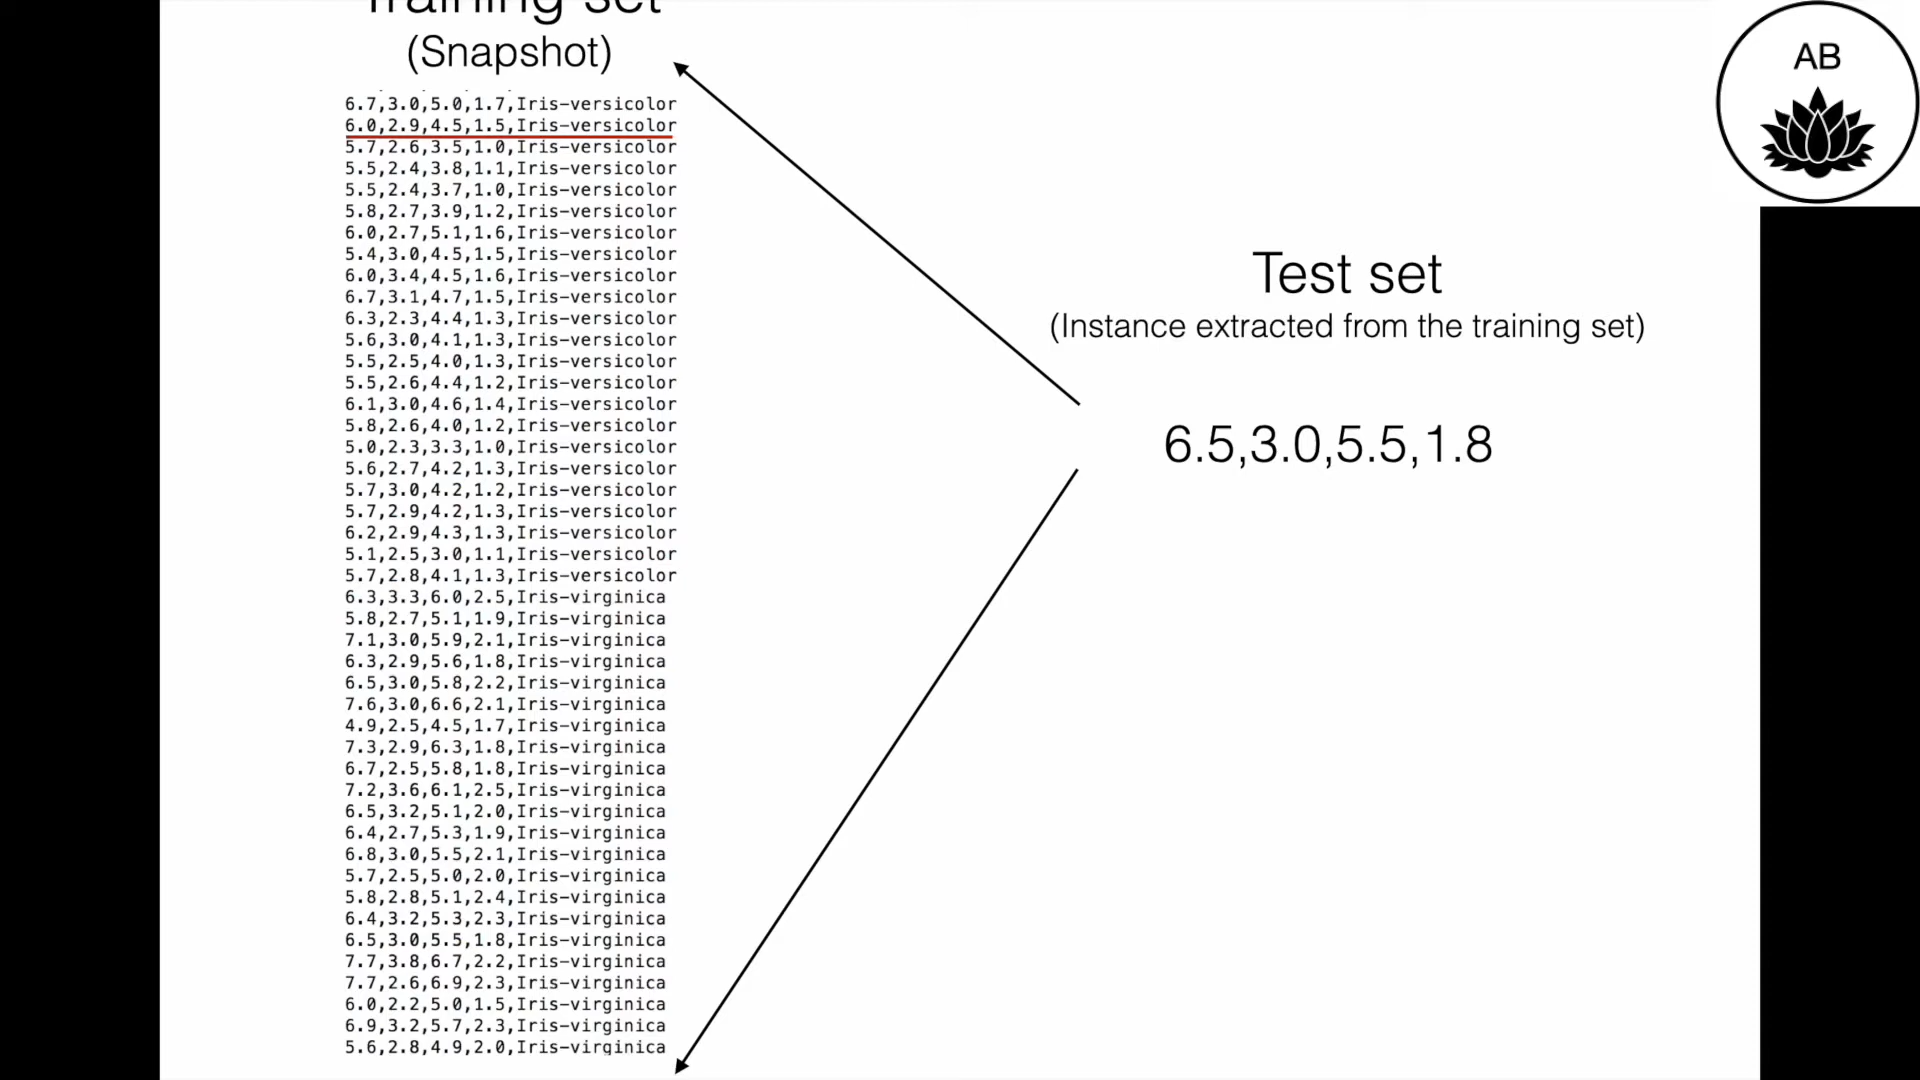 Training set
(Snapshot)
6.7,3.0,5.0,1.7,Iris-versicolor
6.0,2.9,4.5,1.5,Iris-versicolor
5.7,2.6,3.5,1.0,Iris-versicolor
5.5,2.4,3.8,1.1,Iris-versicolor
5.5,2.4,3.7,1.0,Iris-versicolor
5.8,2.7,3.9,1.2,Iris-versicolor
6.0,2.7,5.1,1.6,Iris-versicolor
5.4,3.0,4.5,1.5,Iris-versicolor
6.0,3.4,4.5,1.6,Iris-versicolor
6.7,3.1,4.7,1.5,Iris-versicolor
6.3,2.3,4.4,1.3,Iris-versicolor
5.6,3.0,4.1,1.3,Iris-versicolor
5.5,2.5,4.0,1.3,Iris-versicolor
5.5,2.6,4.4,1.2,Iris-versicolor
6.1,3.0,4.6,1.4,Iris-versicolor
5.8,2.6,4.0,1.2,Iris-versicolor
5.0,2.3,3.3,1.0,Iris-versicolor
5.6,2.7,4.2,1.3,Iris-versicolor
5.7,3.0,4.2,1.2,Iris-versicolor
5.7,2.9,4.2,1.3,Iris-versicolor
6.2,2.9,4.3,1.3,Iris-versicolor
5.1,2.5,3.0,1.1,Iris-versicolor
5.7,2.8,4.1,1.3,Iris-versicolor
6.3,3.3,6.0,2.5,Iris-virginica
5.8,2.7,5.1,1.9,Iris-virginica
7.1,3.0,5.9,2.1,Iris-virginica
6.3,2.9,5.6,1.8,Iris-virginica
6.5,3.0,5.8,2.2,Iris-virginica
7.6,3.0,6.6,2.1,Iris-virginica
4.9,2.5,4.5,1.7,Iris-virginica
7.3,2.9,6.3,1.8,Iris-virginica
6.7,2.5,5.8,1.8,Iris-virginica
7.2,3.6,6.1,2.5,Iris-virginica
6.5,3.2,5.1,2.0,Iris-virginica
6.4,2.7,5.3,1.9,Iris-virginica
6.8,3.0,5.5,2.1,Iris-virginica
5.7,2.5,5.0,2.0,Iris-virginica
5.8,2.8,5.1,2.4,Iris-virginica
6.4,3.2,5.3,2.3,Iris-virginica
6.5,3.0,5.5,1.8,Iris-virginica
7.7,3.8,6.7,2.2,Iris-virginica
7.7,2.6,6.9,2.3,Iris-virginica
6.0,2.2,5.0,1.5,Iris-virginica
6.9,3.2,5.7,2.3,Iris-virginica
5.6,2.8,4.9,2.0,Iris-virginica
Test set
(Instance extracted from the training set)
6.5,3.0,5.5,1.8
AB